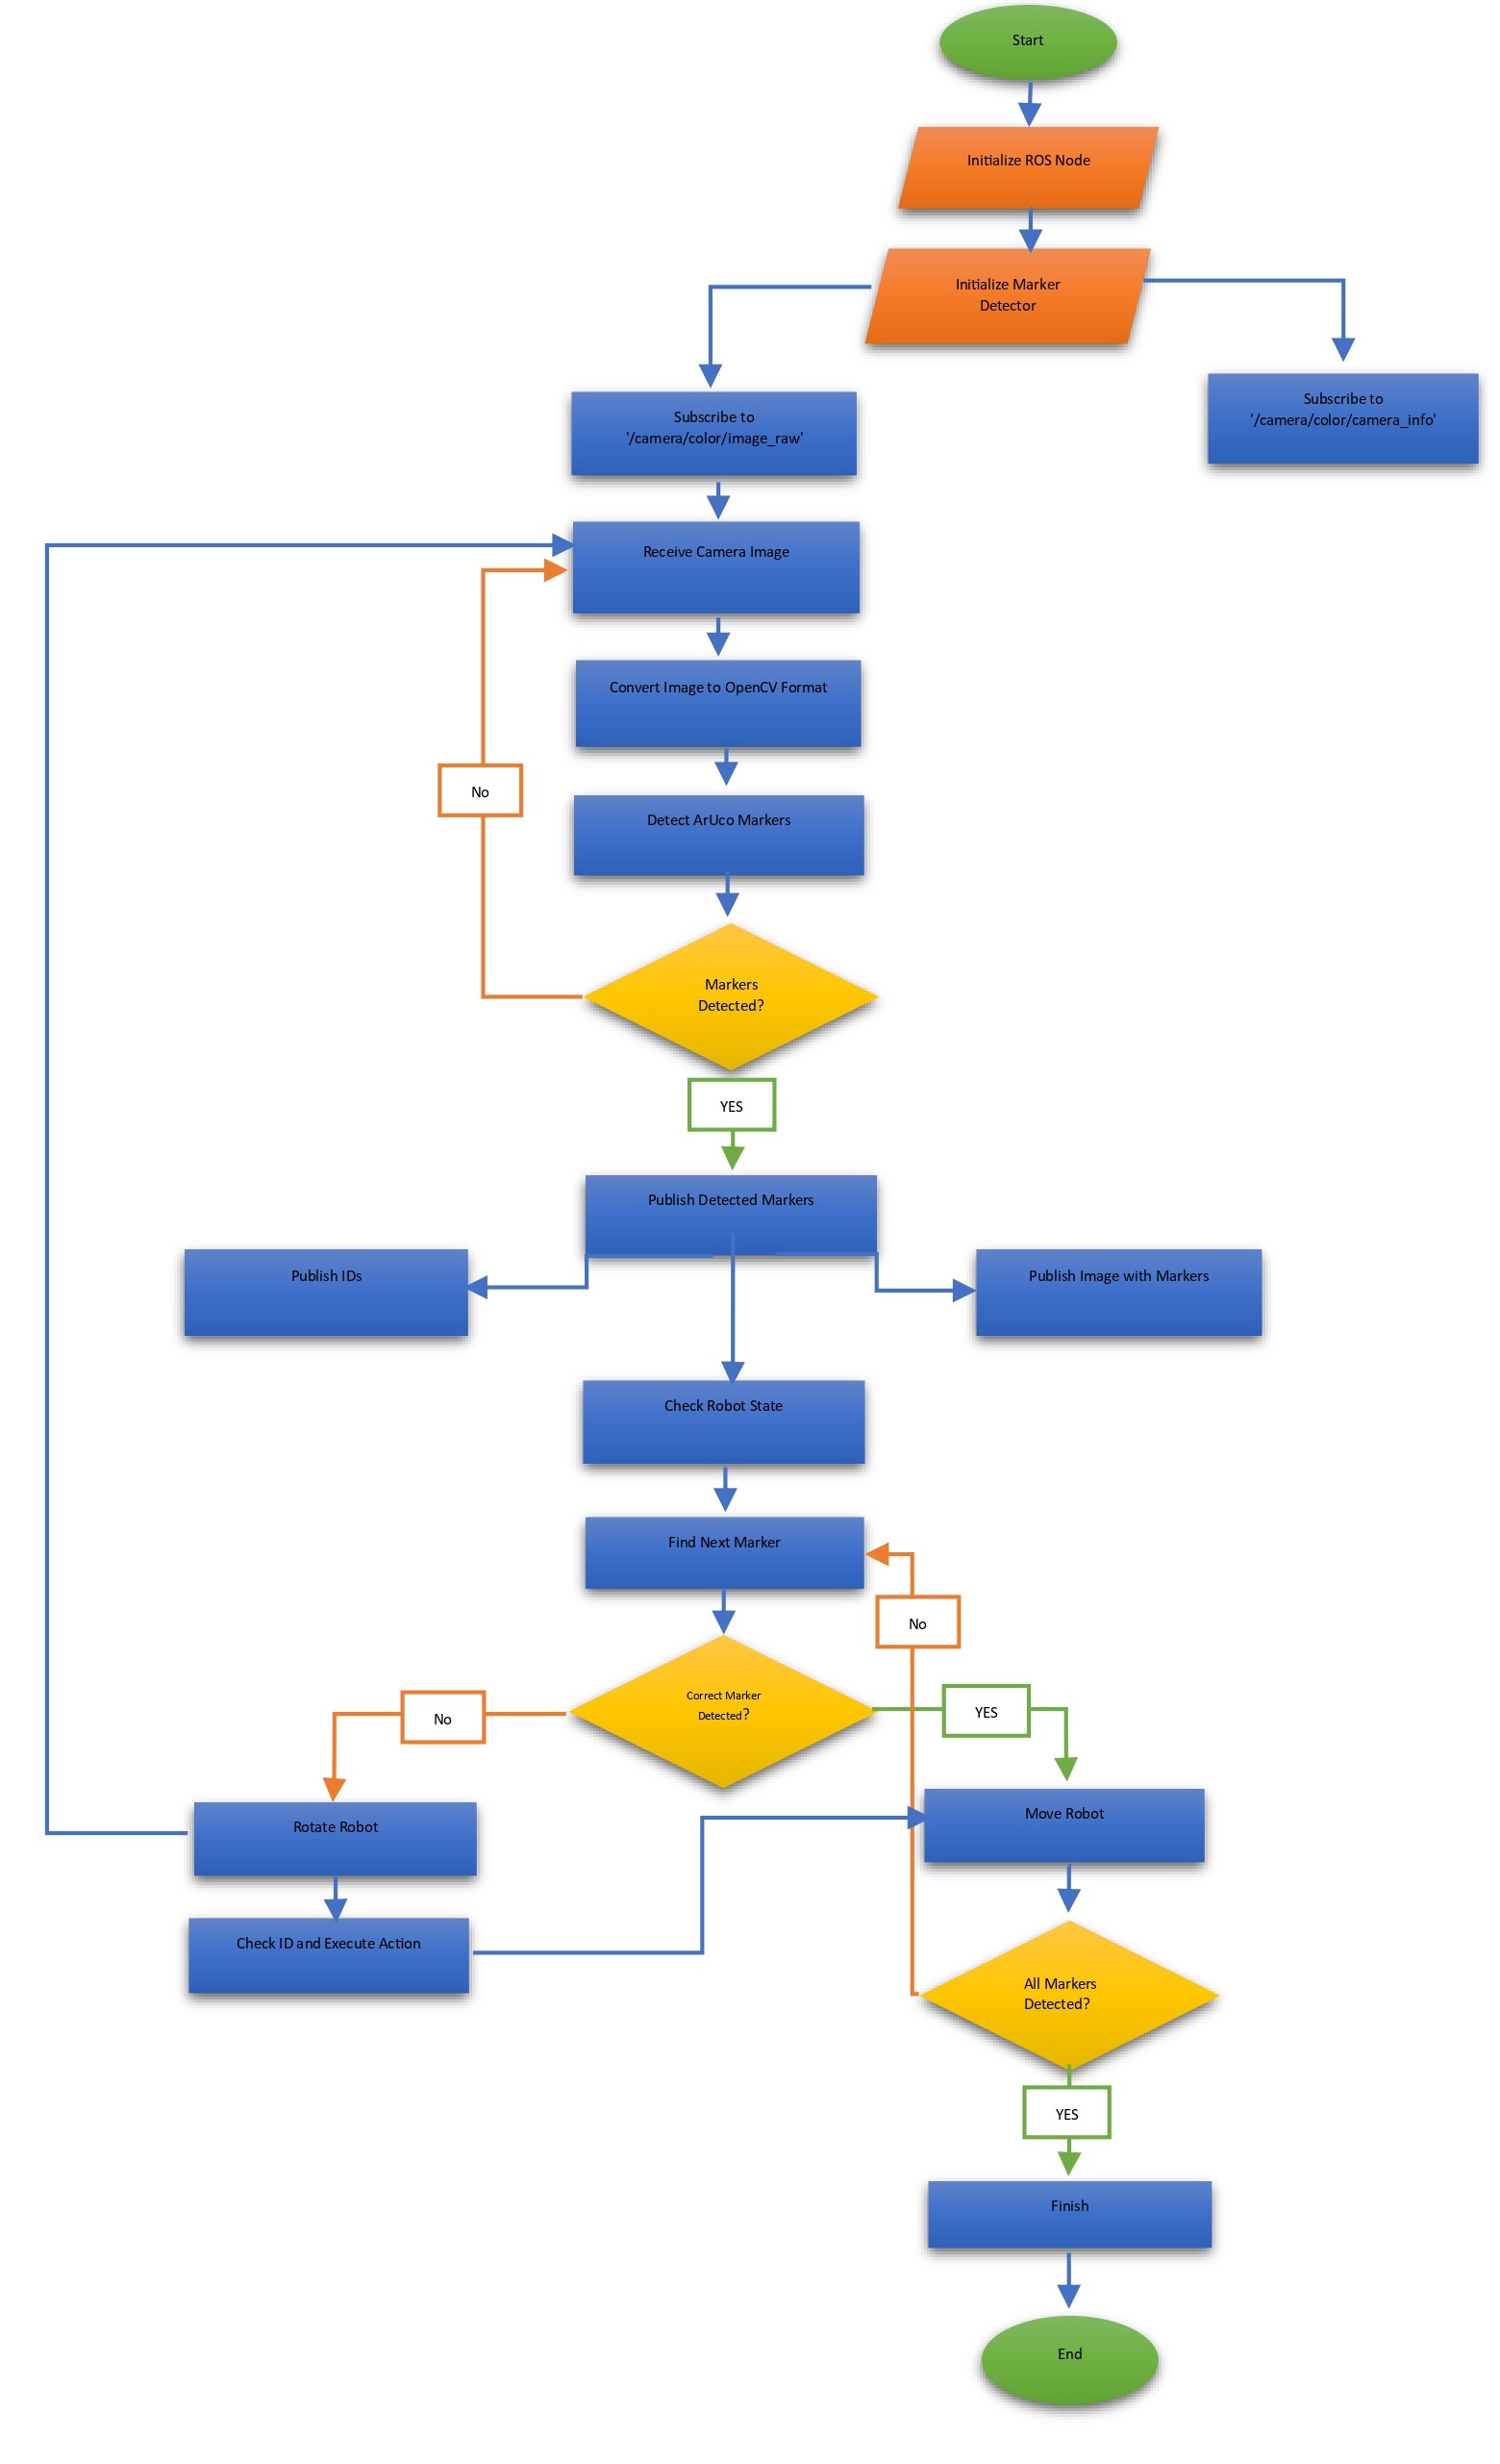 Start
Initialize ROS Node
Initialize Marker
Detector
Subscribe to
'/camera/color/image_raw'
Subscribe to
'/camera/color/camera_info'
Receive Camera Image
Convert Image to OpenCV Format
No
Detect ArUco Markers
Markers
Detected?
YES
Publish Detected Markers
Publish IDs
Publish Image with Markers
Check Robot State
Find Next Marker
No
Correct Marker
Detected?
No
YES
Rotate Robot
Move Robot
Check ID and Execute Action
All Markers
Detected?
YES
Finish
End